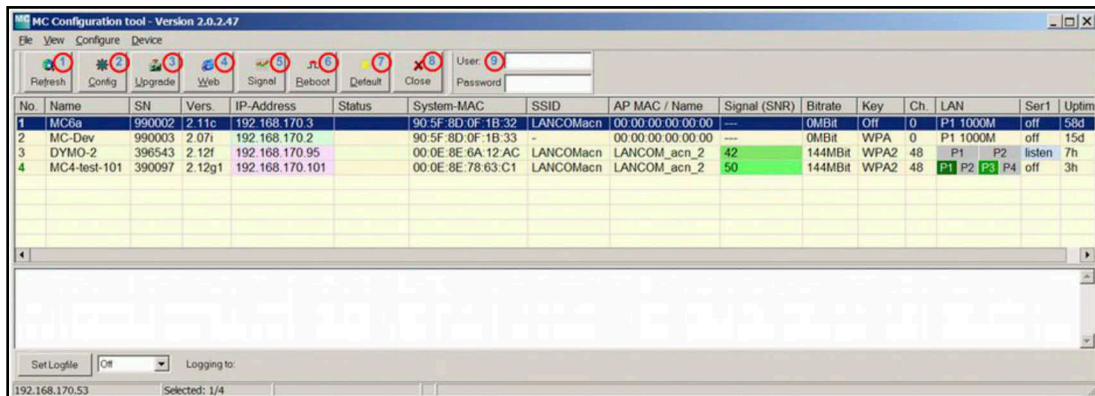 MC MC Configuration tool - Version 2.0.2.47
File View Configure Device
1 2 3 4 5 6 7 8 User: 9
Refresh Config Upgrade Web Signal Reboot Default Close Password
No. Name SN Vers. IP-Address Status System-MAC SSID AP MAC / Name Signal (SNR) Bitrate Key Ch. LAN Ser1 Uptim
1 MC6a 990002 2.11c 192.168.170.3 90:5F:8D:0F:1B:32 LANCOMacn 00:00:00:00:00:00 --- 0MBit Off 0 P1 1000M off 58d
2 MC-Dev 990003 2.07i 192.168.170.2 90:5F:8D:0F:1B:33 - 00:00:00:00:00:00 --- 0MBit WPA 0 P1 1000M off 15d
3 DYMO-2 396543 2.12f 192.168.170.95 00:0E:8E:6A:12:AC LANCOMacn LANCOM_acn_2 42 144MBit WPA2 48 P1 P2 listen 7h
4 MC4-test-101 390097 2.12g1 192.168.170.101 00:0E:8E:78:63:C1 LANCOMacn LANCOM_acn_2 50 144MBit WPA2 48 P1 P2 P3 P4 off 3h
Set Logfile Off Logging to:
192.168.170.53 Selected: 1/4